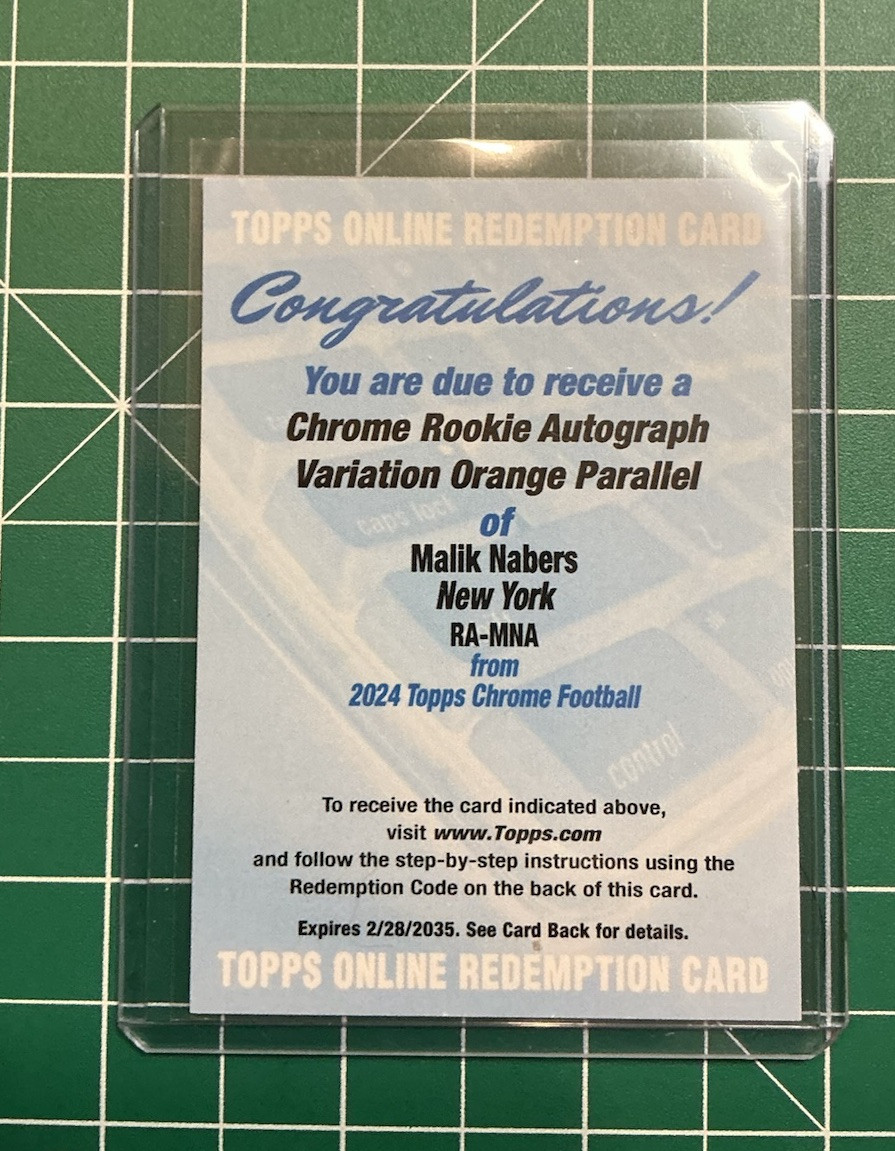 TOPPS ONLINE REDEMPTION CARD
Congratulations!
You are due to receive a
Chrome Rookie Autograph
Variation Orange Parallel
of
Malik Nabers
New York
RA-MNA
from
2024 Topps Chrome Football
To receive the card indicated above,
visit www.Topps.com
and follow the step-by-step instructions using the
Redemption Code on the back of this card.
Expires 2/28/2035. See Card Back for details.
TOPPS ONLINE REDEMPTION CARD
caps lock
control